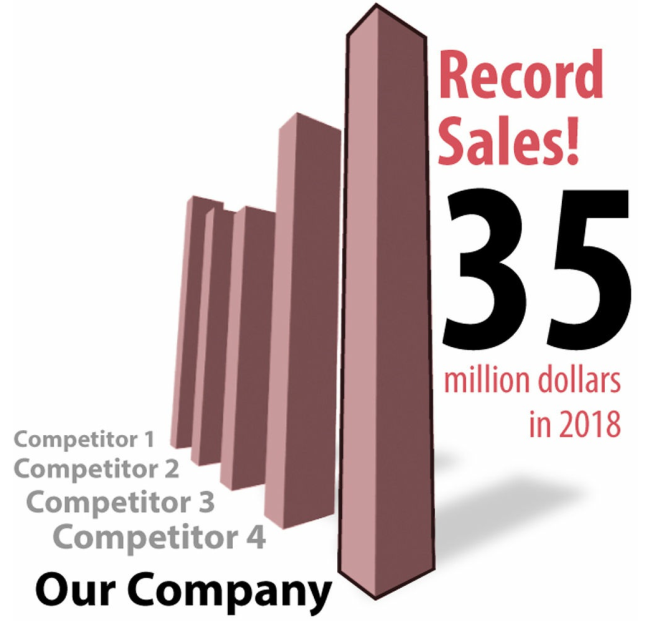 Record
Sales!
35
million dollars
in 2018
Competitor 1
Competitor 2
Competitor 3
Competitor 4
Our Company